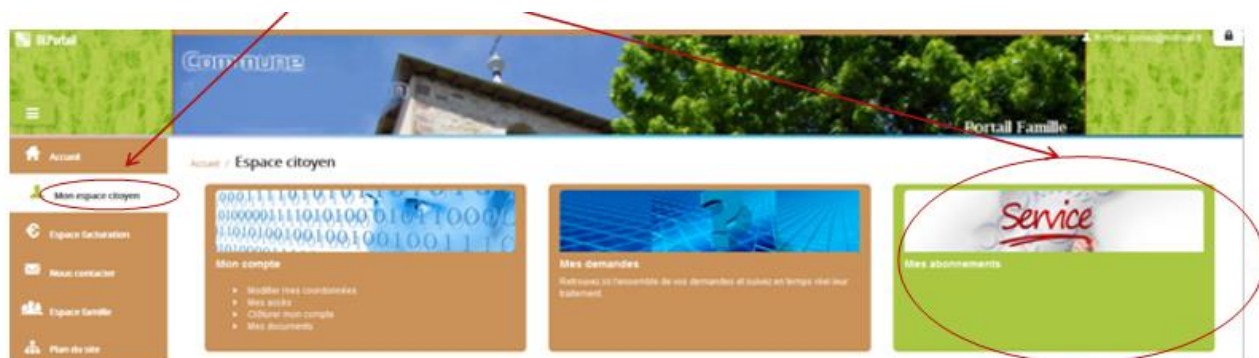 BLPortail
Commune
Portail Famille
Accueil
Accueil / Espace citoyen
Mon espace citoyen
Espace facturation
Nous contacter
Espace famille
Plan du site
Mon compte
Modifier mes coordonnées
Mes accès
Clôturer mon compte
Mes documents
Mes demandes
Retrouvez ici l'ensemble de vos demandes et suivez en temps réel leur
traitement.
Service
Mes abonnements